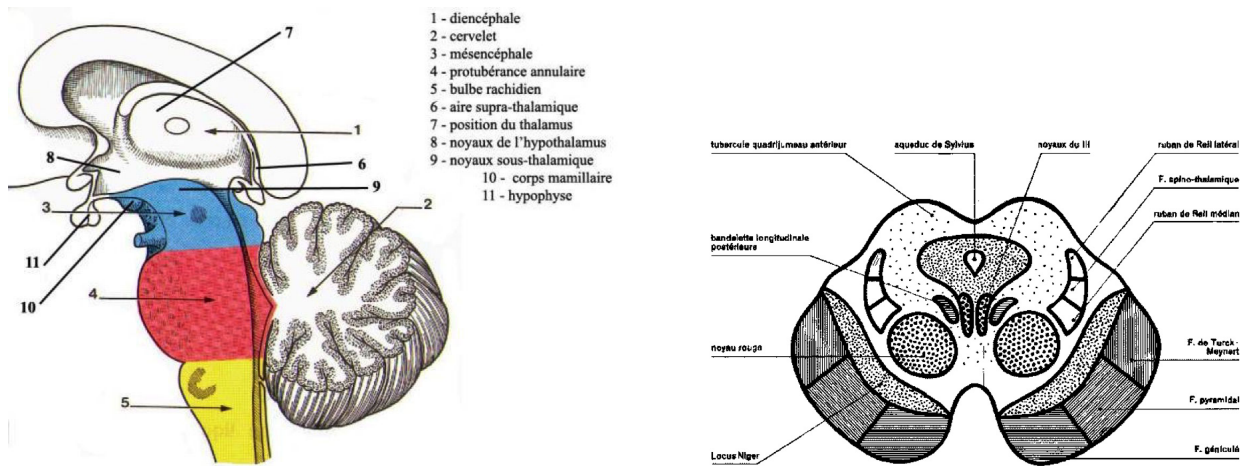 1 - diencéphale
2 - cervelet
3 - mésencéphale
4 - protubérance annulaire
5 - bulbe rachidien
6 - aire supra-thalamique
7 - position du thalamus
8 - noyaux de l'hypothalamus
9 - noyaux sous-thalamique
10 - corps mamillaire
11 - hypophyse
7
1
6
8
9
3
2
11
10
4
5
tubercule quadrijumeau antérieur
aqueduc de Sylvius
noyaux du III
ruban de Reil latéral
F. spino-thalamique
ruban de Reil médian
bandelette longitudinale
postérieure
noyau rouge
F. de Turck-
Meynert
F. pyramidal
Locus Niger
F. géniculé